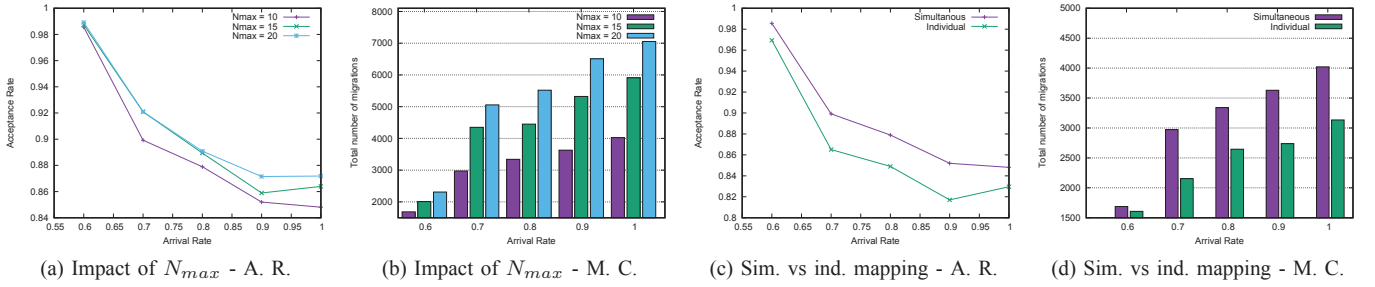 1
0.98
0.96
0.94
0.92
0.9
0.88
0.86
0.84
Acceptance Rate
Nmax = 10
Nmax = 15
Nmax = 20
0.55 0.6 0.65 0.7 0.75 0.8 0.85 0.9 0.95 1
Arrival Rate
(a) Impact of Nmax - A. R.
8000
7000
6000
5000
4000
3000
2000
Total number of migrations
Nmax = 10
Nmax = 15
Nmax = 20
0.6 0.7 0.8 0.9 1
Arrival Rate
(b) Impact of Nmax - M. C.
1
0.98
0.96
0.94
0.92
0.9
0.88
0.86
0.84
0.82
0.8
Acceptance Rate
Simultanous
Individual
0.55 0.6 0.65 0.7 0.75 0.8 0.85 0.9 0.95 1
Arrival Rate
(c) Sim. vs ind. mapping - A. R.
5000
4500
4000
3500
3000
2500
2000
1500
Total number of migrations
Simultaneous
Individual
0.6 0.7 0.8 0.9 1
Arrival Rate
(d) Sim. vs ind. mapping - M. C.